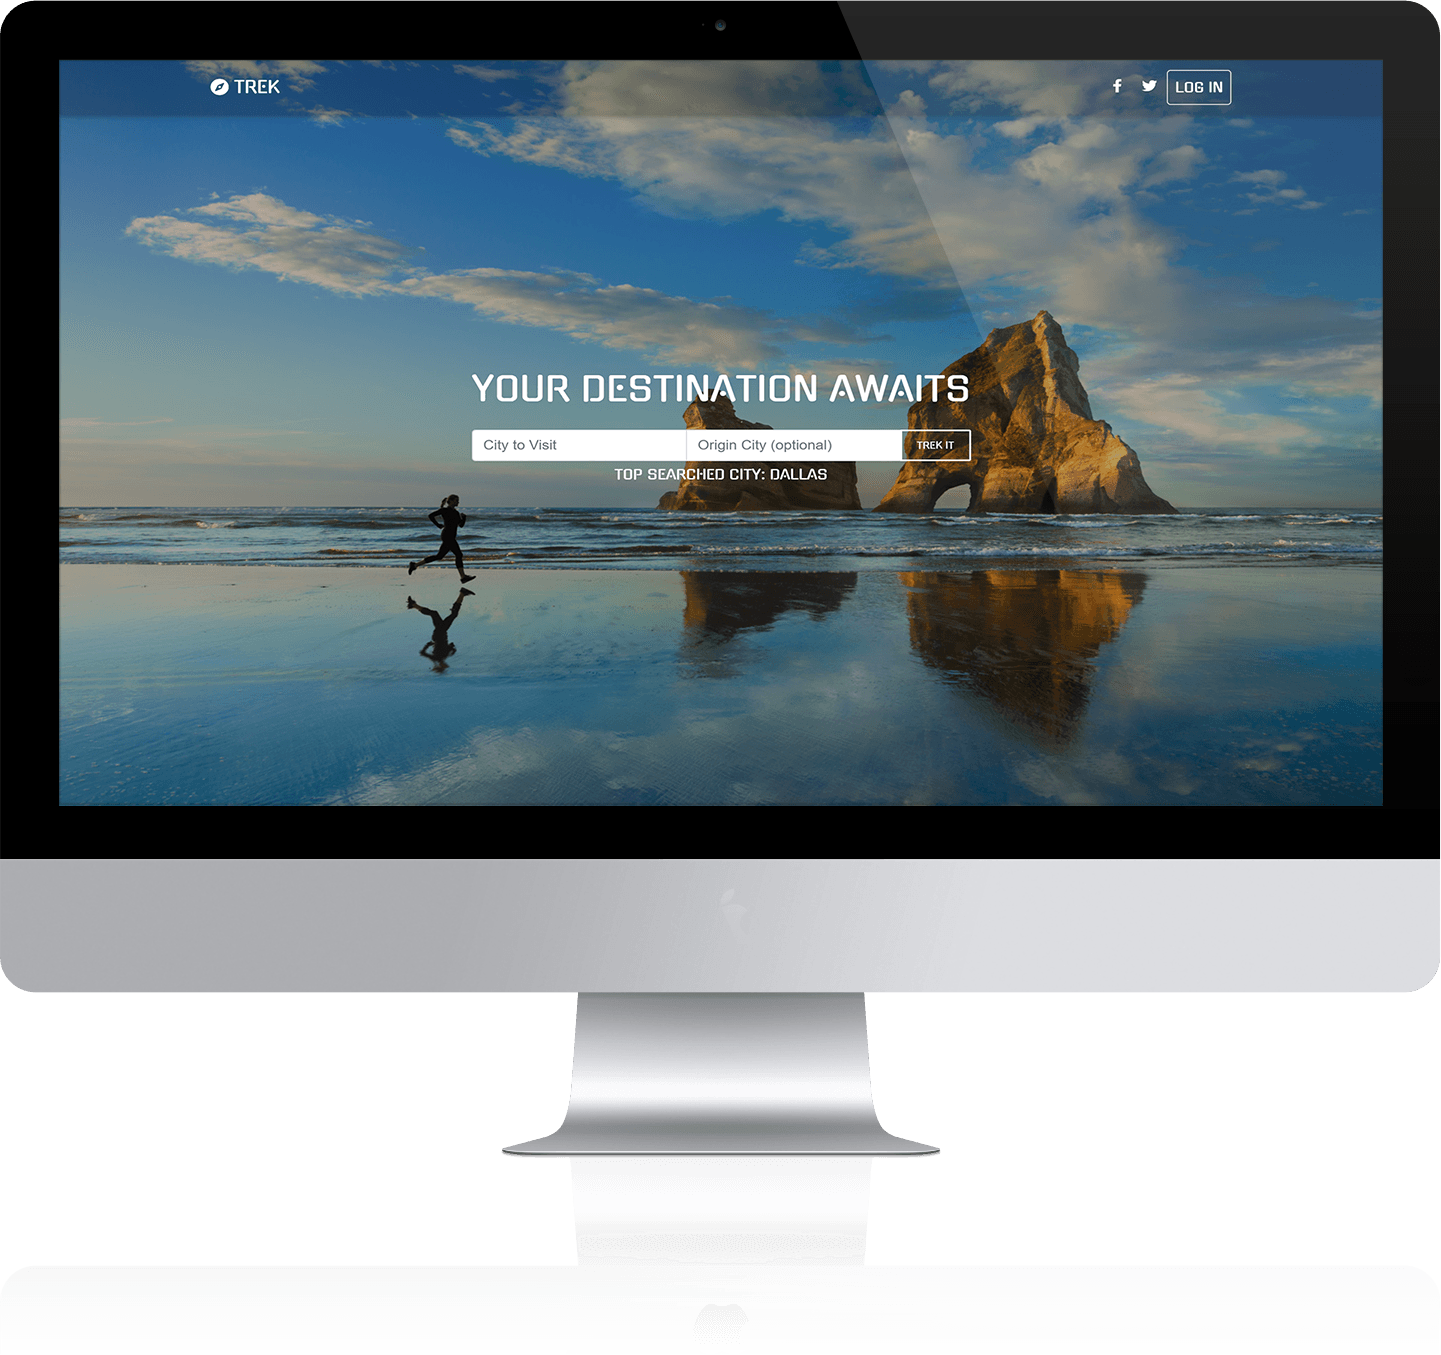 TREK
LOG IN
YOUR DESTINATION AWAITS
City to Visit
Origin City (optional)
TREK IT
TOP SEARCHED CITY: DALLAS